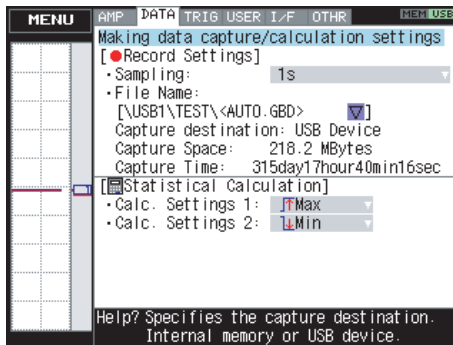 MENU AMP DATA TRIG USER I/F OTHR MEM USB
Making data capture/calculation settings
[●Record Settings]
・Sampling: 1s
・File Name:
[\USB1\TEST\<AUTO.GBD> ]
Capture destination: USB Device
Capture Space: 218.2 MBytes
Capture Time: 315day17hour40min16sec
[Statistical Calculation]
・Calc. Settings 1: Max
・Calc. Settings 2: Min
Help? Specifies the capture destination.
Internal memory or USB device.